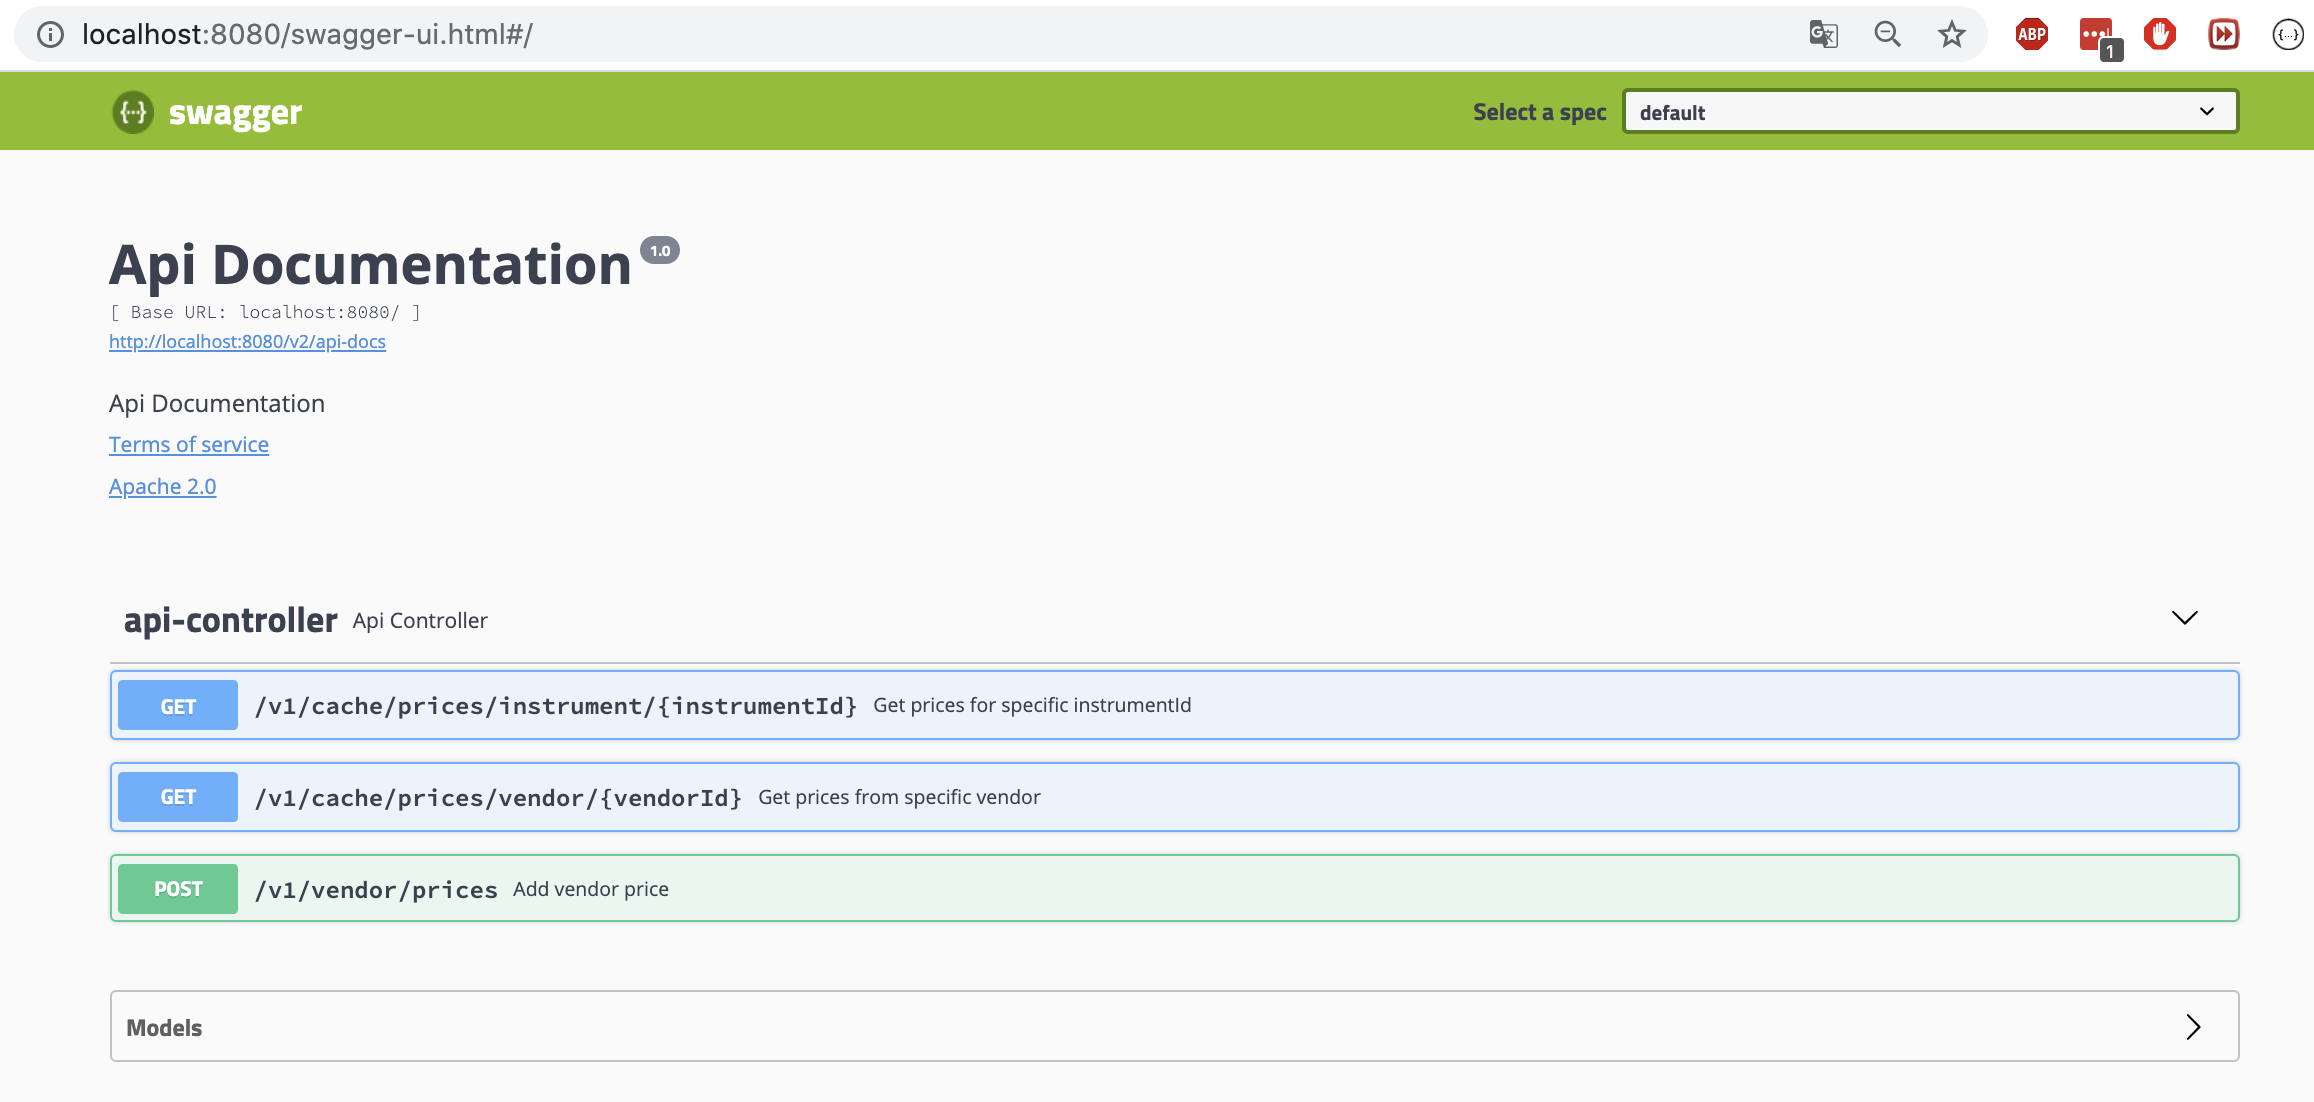 localhost:8080/swagger-ui.html#/
ABP
1
{...}
{...} swagger
Select a spec
default
Api Documentation 1.0
[ Base URL: localhost:8080/ ]
http://localhost:8080/v2/api-docs
Api Documentation
Terms of service
Apache 2.0
api-controller Api Controller
GET /v1/cache/prices/instrument/{instrumentId} Get prices for specific instrumentId
GET /v1/cache/prices/vendor/{vendorId} Get prices from specific vendor
POST /v1/vendor/prices Add vendor price
Models